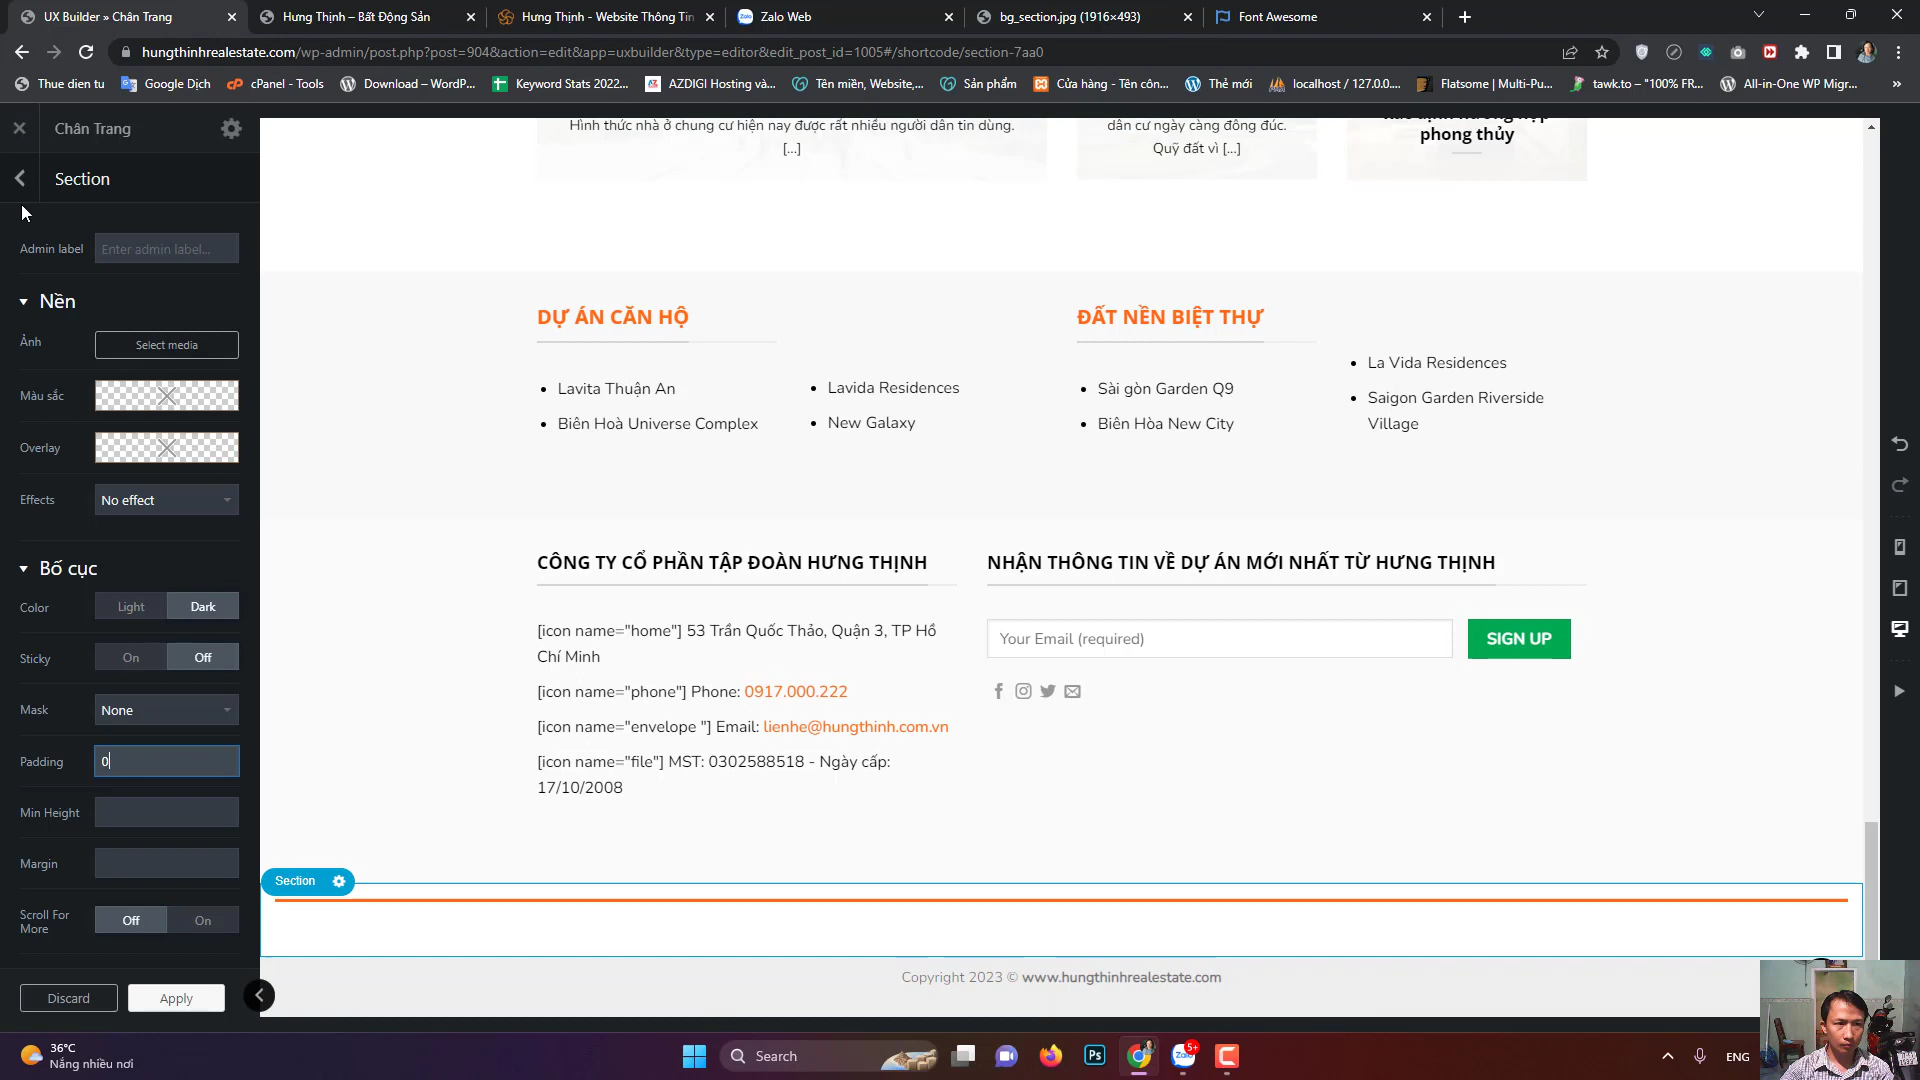 UX Builder » Chân Trang
Hưng Thịnh – Bất Động Sản
Hưng Thịnh - Website Thông Tin
Zalo Web
bg_section.jpg (1916×493)
Font Awesome
hungthinhrealestate.com/wp-admin/post.php?post=904&action=edit&app=uxbuilder&type=editor&edit_post_id=1005#/shortcode/section-7aa0
Thue dien tu
Google Dịch
cPanel - Tools
Download – WordP...
Keyword Stats 2022...
AZDIGI Hosting và...
Tên miền, Website,...
Sản phẩm
Cửa hàng - Tên côn...
Thẻ mới
localhost / 127.0.0....
Flatsome | Multi-Pu...
tawk.to – "100% FR...
All-in-One WP Migr...
»
Chân Trang
Section
Admin label
Enter admin label...
Nền
Ảnh
Select media
Màu sắc
Overlay
Effects
No effect
Bố cục
Color
Light
Dark
Sticky
On
Off
Mask
None
Padding
0
Min Height
Margin
Scroll For
More
Off
On
Discard
Apply
Hình thức nhà ở chung cư hiện nay được rất nhiều người dân tin dùng.
[...]
dân cư ngày càng đông đúc.
Quỹ đất vì [...]
phong thủy
DỰ ÁN CĂN HỘ
Lavita Thuận An
Biên Hoà Universe Complex
Lavida Residences
New Galaxy
ĐẤT NỀN BIỆT THỰ
Sài gòn Garden Q9
Biên Hòa New City
La Vida Residences
Saigon Garden Riverside
Village
CÔNG TY CỔ PHẦN TẬP ĐOÀN HƯNG THỊNH
[icon name="home"] 53 Trần Quốc Thảo, Quận 3, TP Hồ
Chí Minh
[icon name="phone"] Phone: 0917.000.222
[icon name="envelope "] Email: lienhe@hungthinh.com.vn
[icon name="file"] MST: 0302588518 - Ngày cấp:
17/10/2008
NHẬN THÔNG TIN VỀ DỰ ÁN MỚI NHẤT TỪ HƯNG THỊNH
Your Email (required)
SIGN UP
Section
Copyright 2023 © www.hungthinhrealestate.com
36°C
Nắng nhiều nơi
Search
Ps
Zalo
5+
ENG